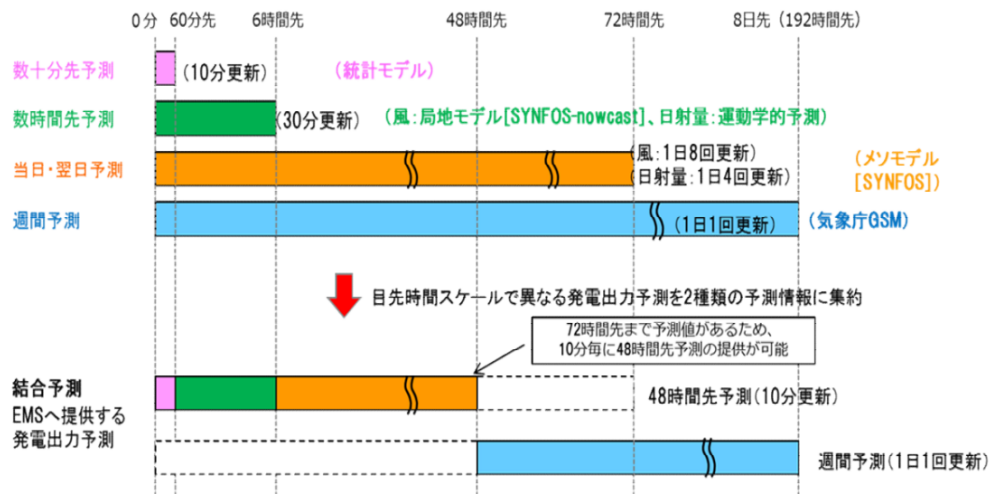 0分 60分先 6時間先 48時間先 72時間先 8日先（192時間先）
数十分先予測 (10分更新) (統計モデル)
数時間先予測 (30分更新) (風：局地モデル[SYNFOS-nowcast]、日射量：運動学的予測)
当日・翌日予測 (風：1日8回更新) (メソモデル
(日射量：1日4回更新) [SYNFOS])
週間予測 (1日1回更新) (気象庁GSM)
目先時間スケールで異なる発電出力予測を2種類の予測情報に集約
72時間先まで予測値があるため、
10分毎に48時間先予測の提供が可能
結合予測
EMSへ提供する
発電出力予測
48時間先予測(10分更新)
週間予測(1日1回更新)